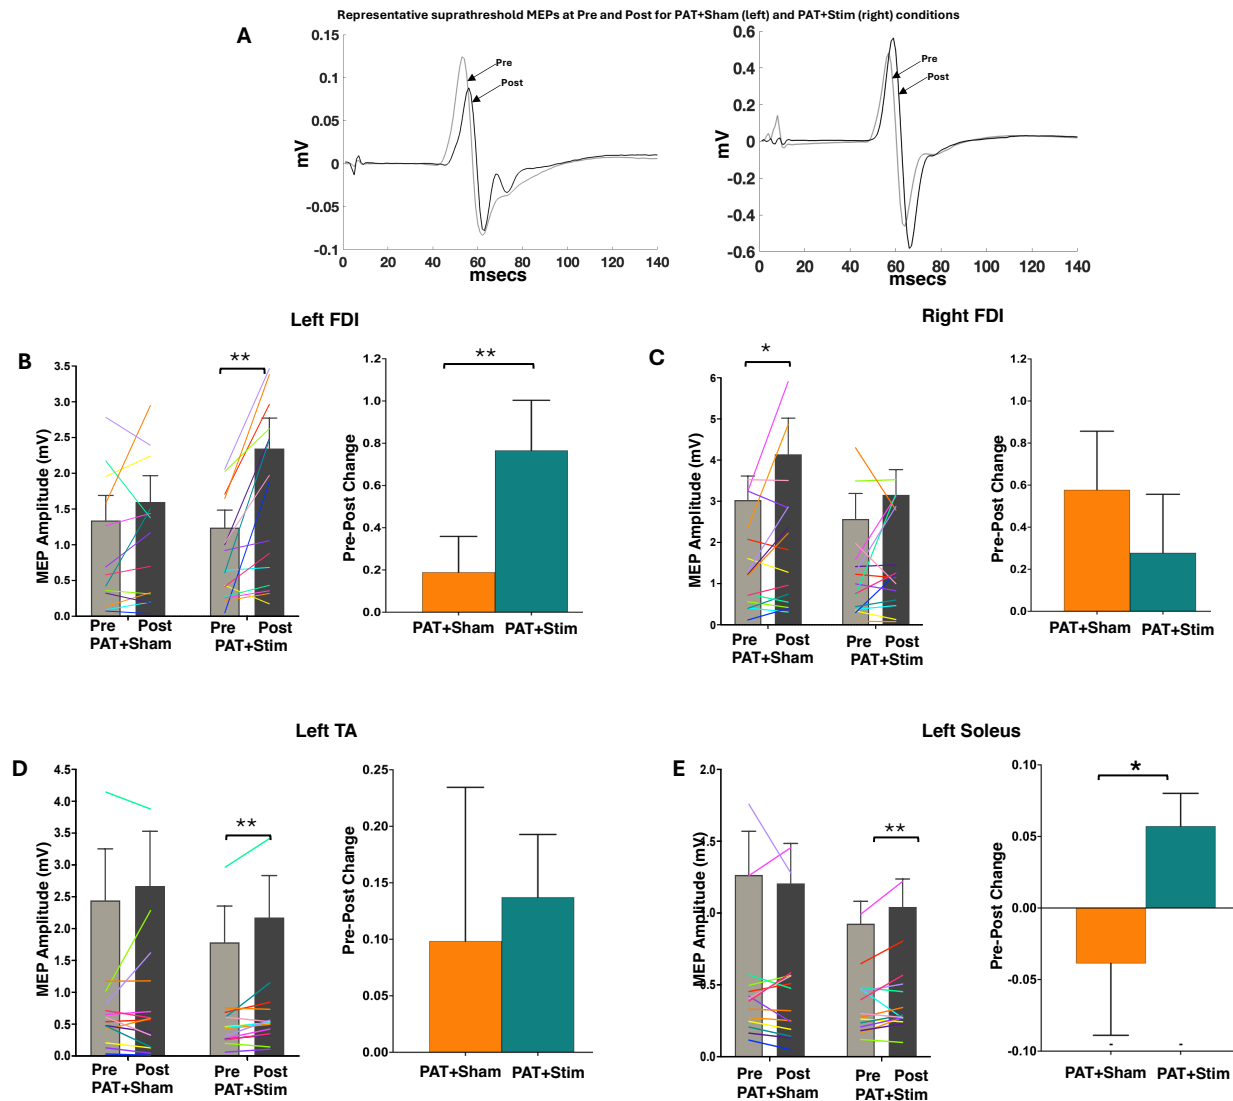 Representative suprathreshold MEPs at Pre and Post for PAT+Sham (left) and PAT+Stim (right) conditions
A
0.15
0.1
0.05
0
-0.05
-0.1
mV
Pre
Post
0 20 40 60 80 100 120 140
msecs
0.6
0.4
0.2
0
-0.2
-0.4
-0.6
mV
Pre
Post
0 20 40 60 80 100 120 140
msecs
Left FDI
B
3.5
3.0
2.5
2.0
1.5
1.0
0.5
0.0
MEP Amplitude (mV)
**
Pre Post Pre Post
PAT+Sham PAT+Stim
1.2
1.0
0.8
0.6
0.4
0.2
0.0
Pre-Post Change
**
PAT+Sham PAT+Stim
Right FDI
C
6
5
4
3
2
1
0
MEP Amplitude (mV)
*
Pre Post Pre Post
PAT+Sham PAT+Stim
1.2
1.0
0.8
0.6
0.4
0.2
0.0
Pre-Post Change
PAT+Sham PAT+Stim
Left TA
D
4.5
4.0
3.5
3.0
2.5
2.0
1.5
1.0
0.5
0.0
MEP Amplitude (mV)
**
Pre Post Pre Post
PAT+Sham PAT+Stim
0.25
0.20
0.15
0.10
0.05
0.00
Pre-Post Change
PAT+Sham PAT+Stim
Left Soleus
E
2.0
1.5
1.0
0.5
0.0
MEP Amplitude (mV)
**
Pre Post Pre Post
PAT+Sham PAT+Stim
0.10
0.05
0.00
-0.05
-0.10
Pre-Post Change
*
PAT+Sham PAT+Stim